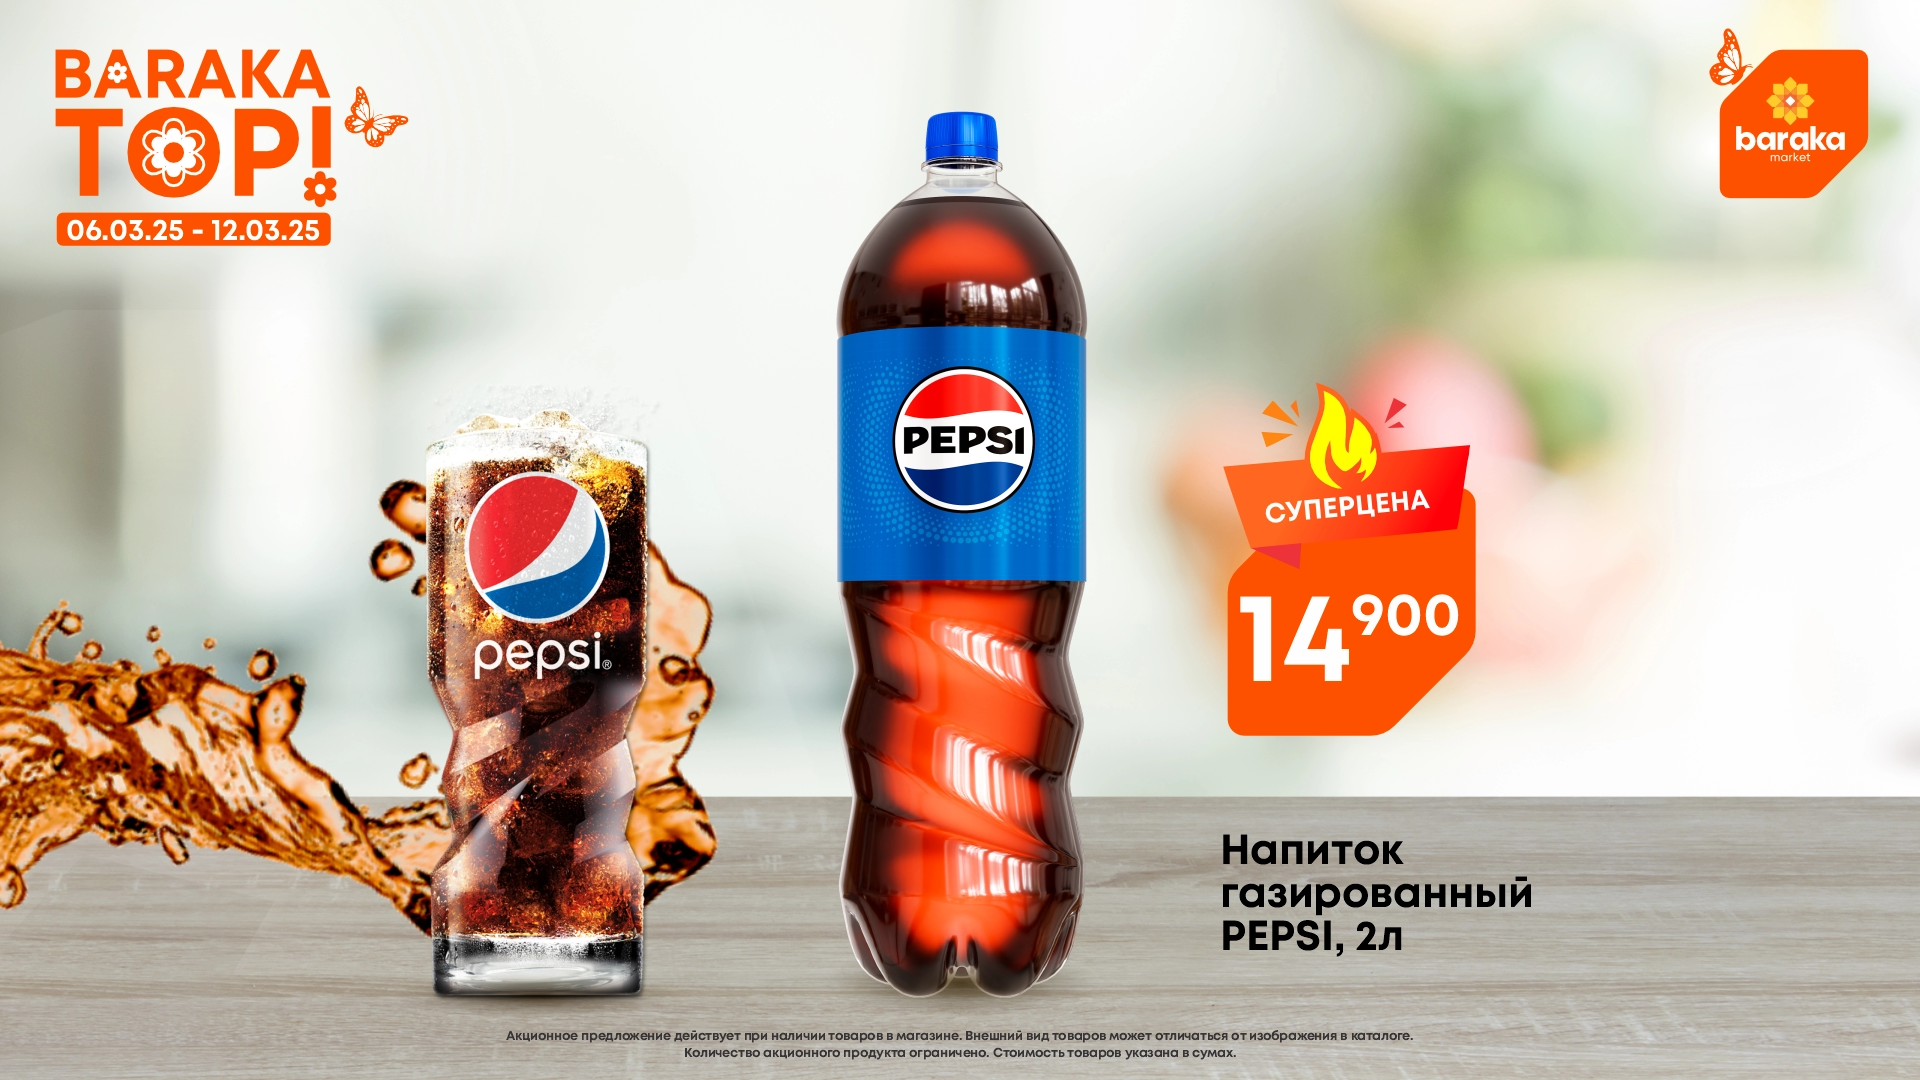 BARAKA
TOP!
06.03.25 - 12.03.25
baraka
market
PEPSI
pepsi®
СУПЕРЦЕНА
14 900
Напиток
газированный
PEPSI, 2л
Акционное предложение действует при наличии товаров в магазине. Внешний вид товаров может отличаться от изображения в каталоге.
Количество акционного продукта ограничено. Стоимость товаров указана в сумах.